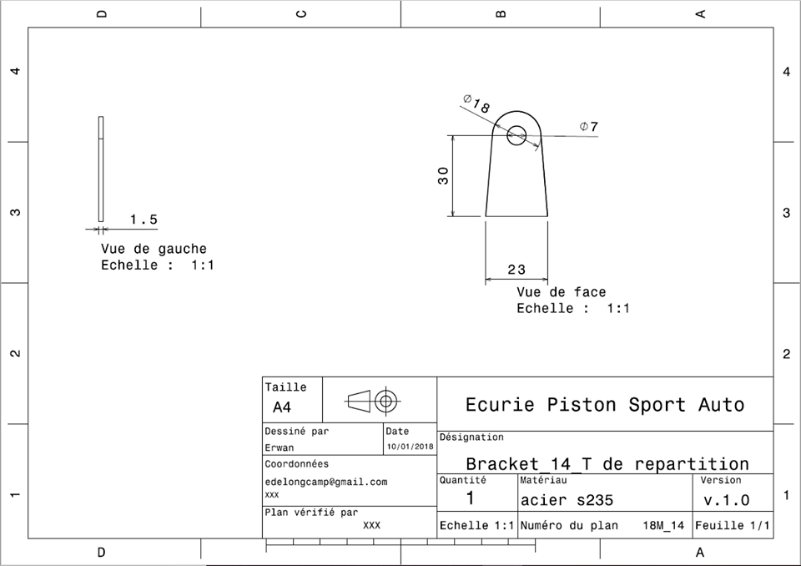 D C B A
4 4
⌀18
⌀7
30
3 3
1.5
Vue de gauche
Echelle : 1:1
23
Vue de face
Echelle : 1:1
2 2
Taille
A4
Ecurie Piston Sport Auto
Dessiné par
Erwan
Date
10/01/2018
Désignation
Bracket_14_T de repartition
Coordonnées
edelongcamp@gmail.com
xxx
Quantité
1
Matériau
acier s235
Version
v.1.0
1 1
Plan vérifié par
XXX
Echelle 1:1
Numéro du plan 18M_14
Feuille 1/1
D A